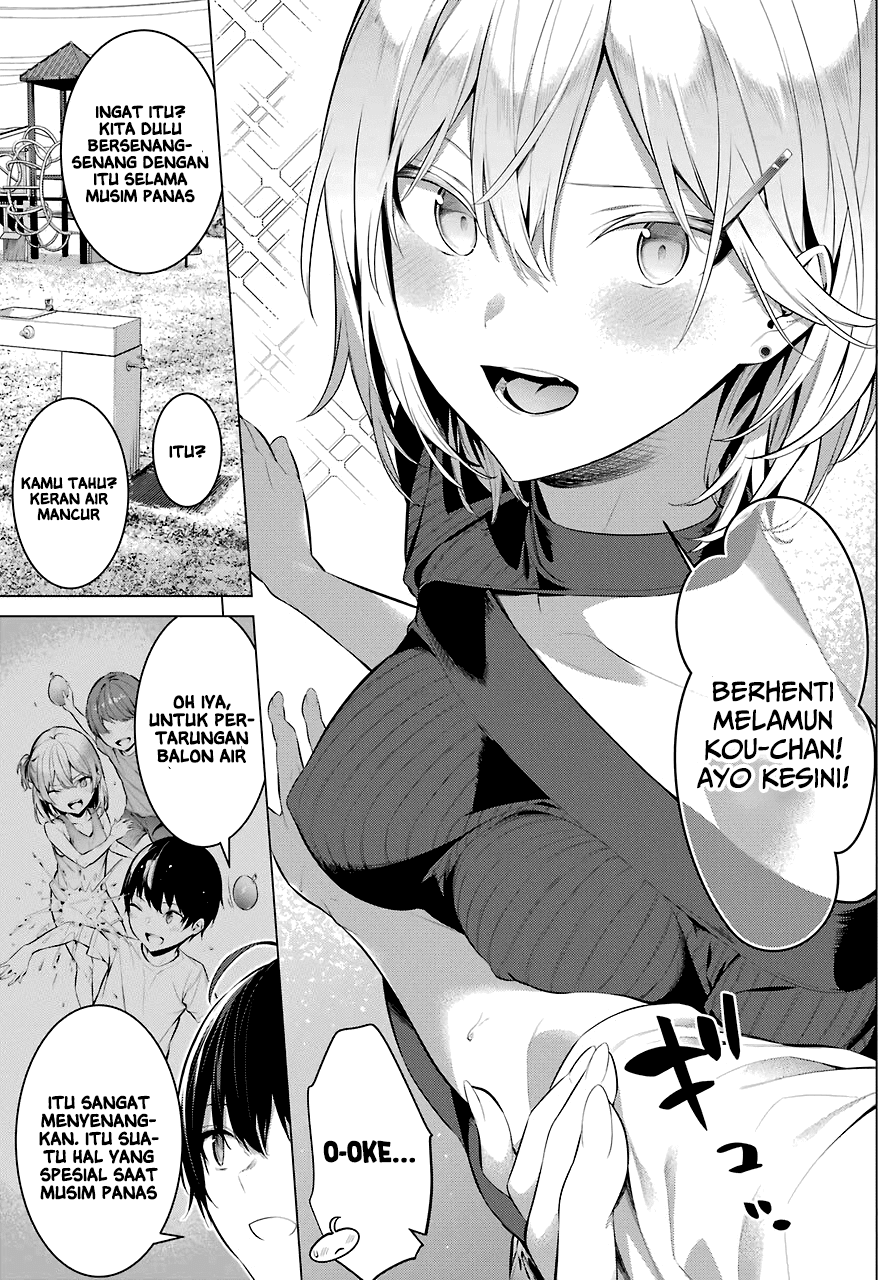 BERHENTI
MELAMUN
KOU-CHAN!
AYO KESINI!
ギュッ
O-OKE...
INGAT ITU?
KITA DULU
BERSENANG-
SENANG DENGAN
ITU SELAMA
MUSIM PANAS
ITU?
KAMU TAHU?
KERAN AIR
MANCUR
OH IYA,
UNTUK PER-
TARUNGAN
BALON AIR
ITU SANGAT
MENYENANG-
KAN. ITU SUA-
TU HAL YANG
SPESIAL SAAT
MUSIM PANAS